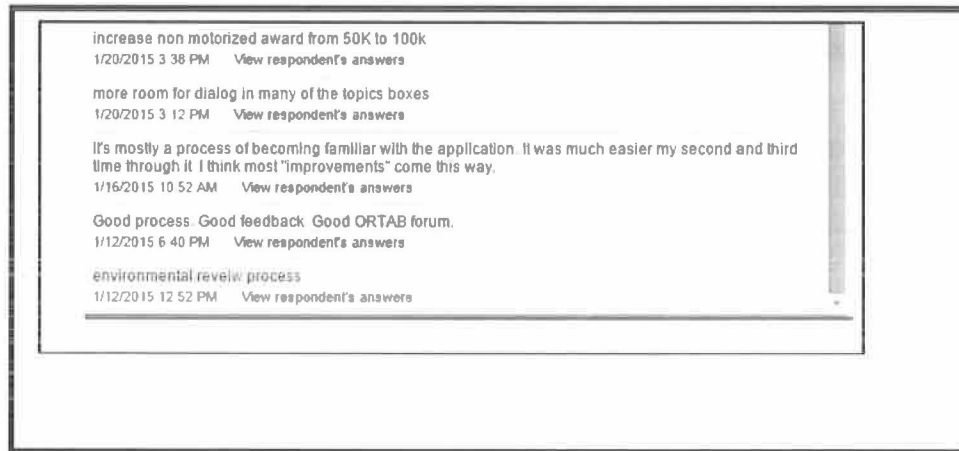 increase non motorized award from 50K to 100k
1/20/2015 3 38 PM View respondent's answers
more room for dialog in many of the topics boxes
1/20/2015 3 12 PM View respondent's answers
It's mostly a process of becoming familiar with the application. It was much easier my second and third
time through it. I think most "improvements" come this way.
1/16/2015 10 52 AM View respondent's answers
Good process. Good feedback. Good ORTAB forum.
1/12/2015 6 40 PM View respondent's answers
environmental reveiw process
1/12/2015 12 52 PM View respondent's answers